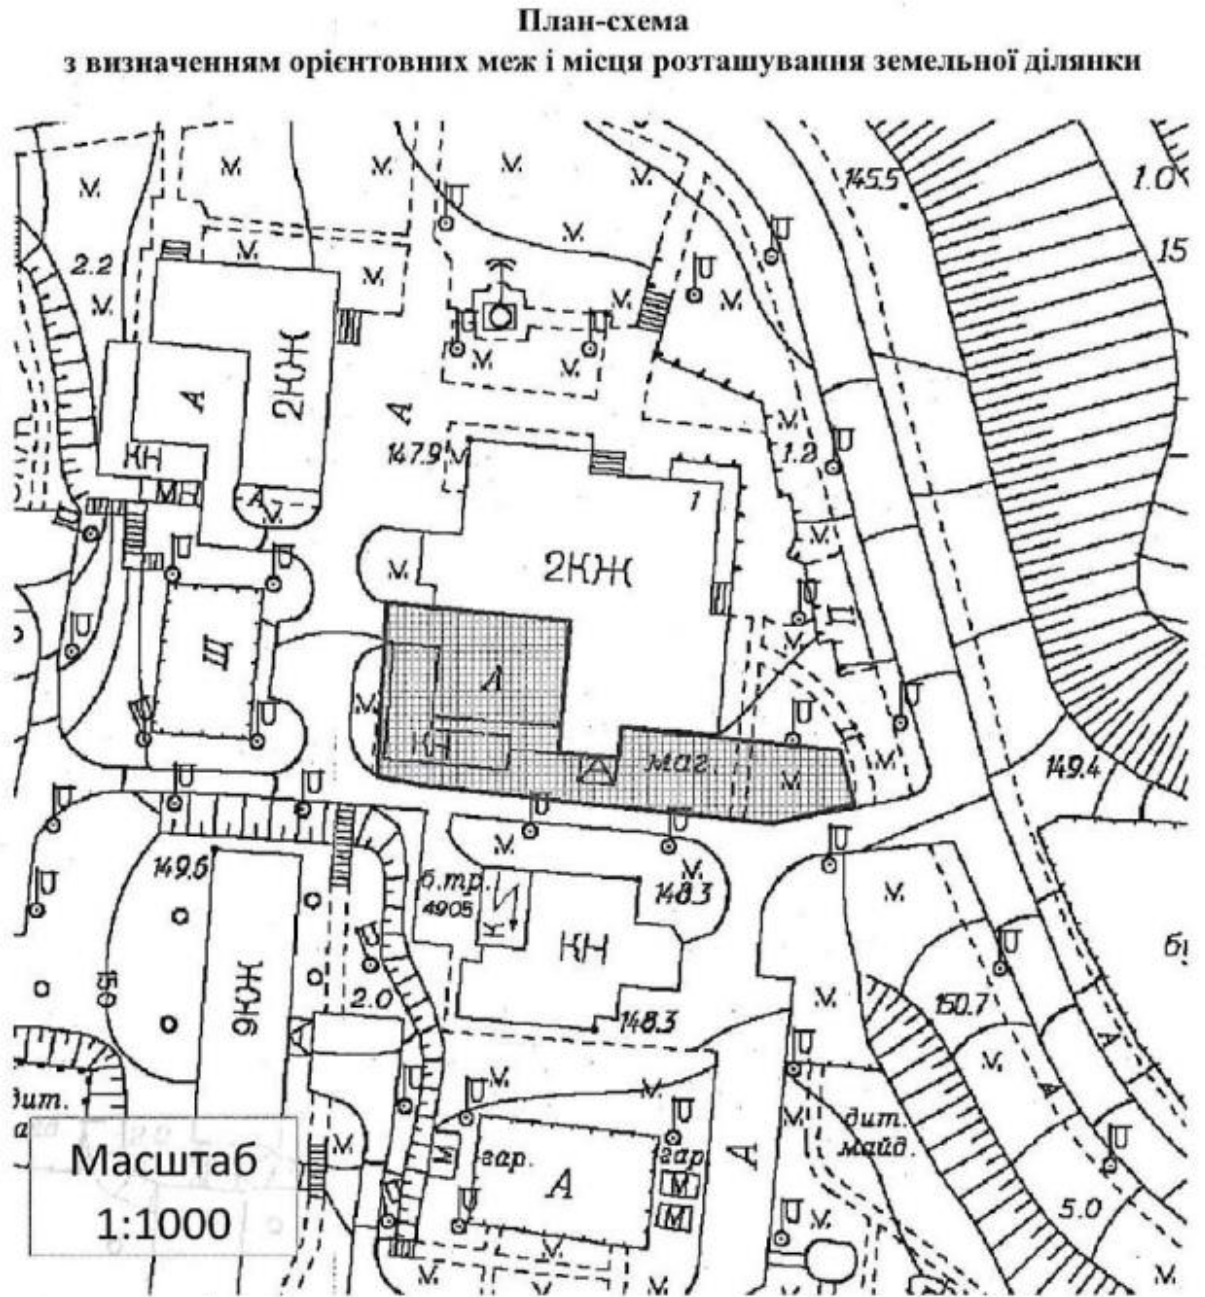 План-схема
з визначенням орієнтовних меж і місця розташування земельної ділянки
145.5
1.0
15
2.2
2КЖ
А
А
147.9
1.2
КН
МН
А
1
2КЖ
Щ
П
А
КН
маг.
149.4
149.6
б.тр.
4905
К
148.3
КН
9КЖ
150
2.0
148.3
150.7
А
А
дит.
Масштаб
1:1000
М
гар.
А
гар.
М
М
А
дит.
майд.
5.0